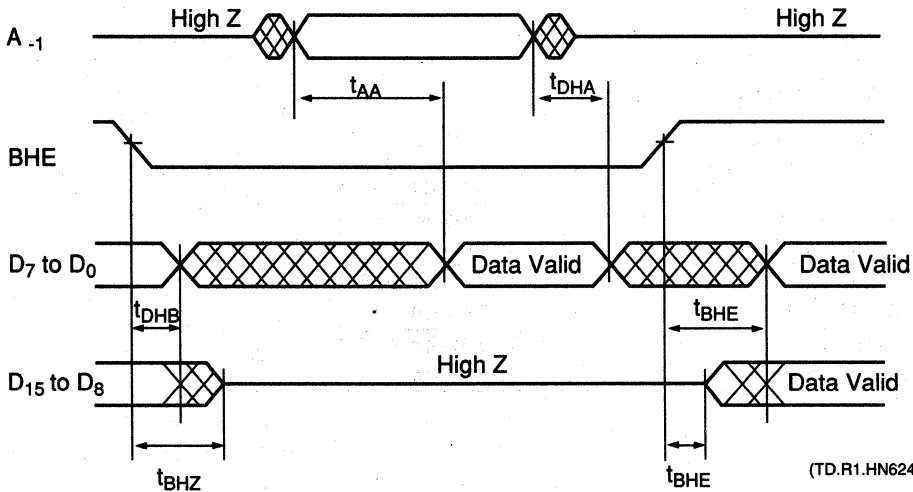 High Z
High Z
A -1
tAA
tDHA
BHE
D7 to D0
Data Valid
Data Valid
tDHB
tBHE
High Z
D15 to D8
Data Valid
tBHZ
tBHE
(TD.R1.HN624